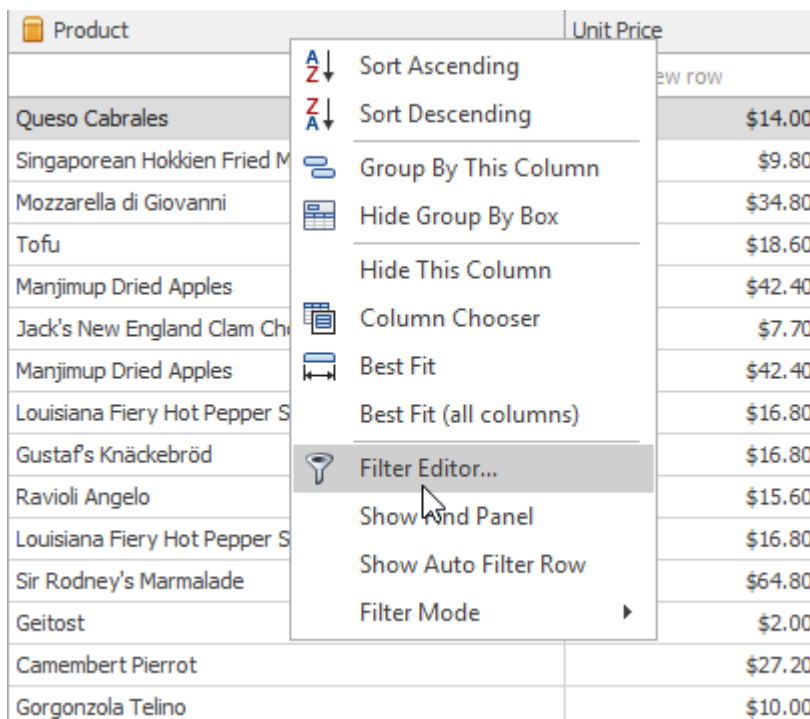 Product Unit Price
ew row
Queso Cabrales $14.00
Singaporean Hokkien Fried M $9.80
Mozzarella di Giovanni $34.80
Tofu $18.60
Manjimup Dried Apples $42.40
Jack's New England Clam Ch $7.70
Manjimup Dried Apples $42.40
Louisiana Fiery Hot Pepper S $16.80
Gustaf's Knäckebröd $16.80
Ravioli Angelo $15.60
Louisiana Fiery Hot Pepper S $16.80
Sir Rodney's Marmalade $64.80
Geitost $2.00
Camembert Pierrot $27.20
Gorgonzola Telino $10.00
Sort Ascending
Sort Descending
Group By This Column
Hide Group By Box
Hide This Column
Column Chooser
Best Fit
Best Fit (all columns)
Filter Editor...
Show Find Panel
Show Auto Filter Row
Filter Mode